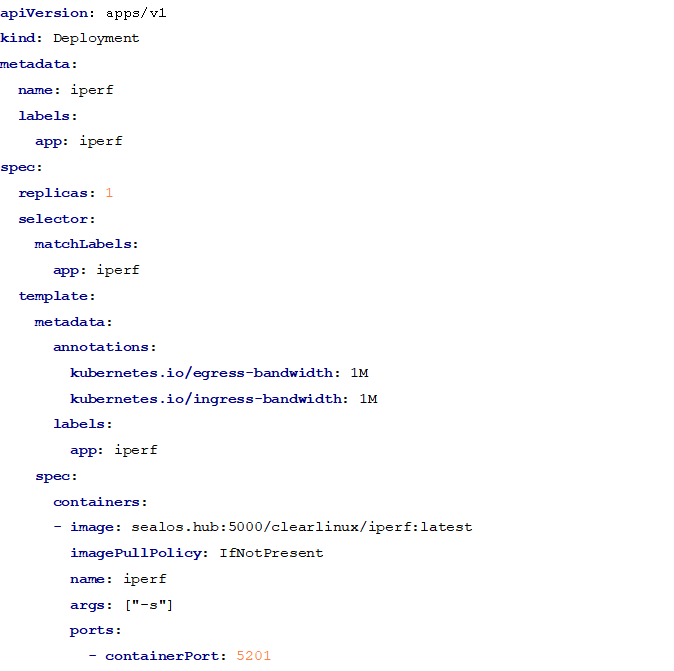 apiVersion: apps/v1
kind: Deployment
metadata:
  name: iperf
  labels:
    app: iperf
spec:
  replicas: 1
  selector:
    matchLabels:
      app: iperf
  template:
    metadata:
      annotations:
        kubernetes.io/egress-bandwidth: 1M
        kubernetes.io/ingress-bandwidth: 1M
      labels:
        app: iperf
    spec:
      containers:
      - image: sealos.hub:5000/clearlinux/iperf:latest
        imagePullPolicy: IfNotPresent
        name: iperf
        args: ["-s"]
        ports:
          - containerPort: 5201